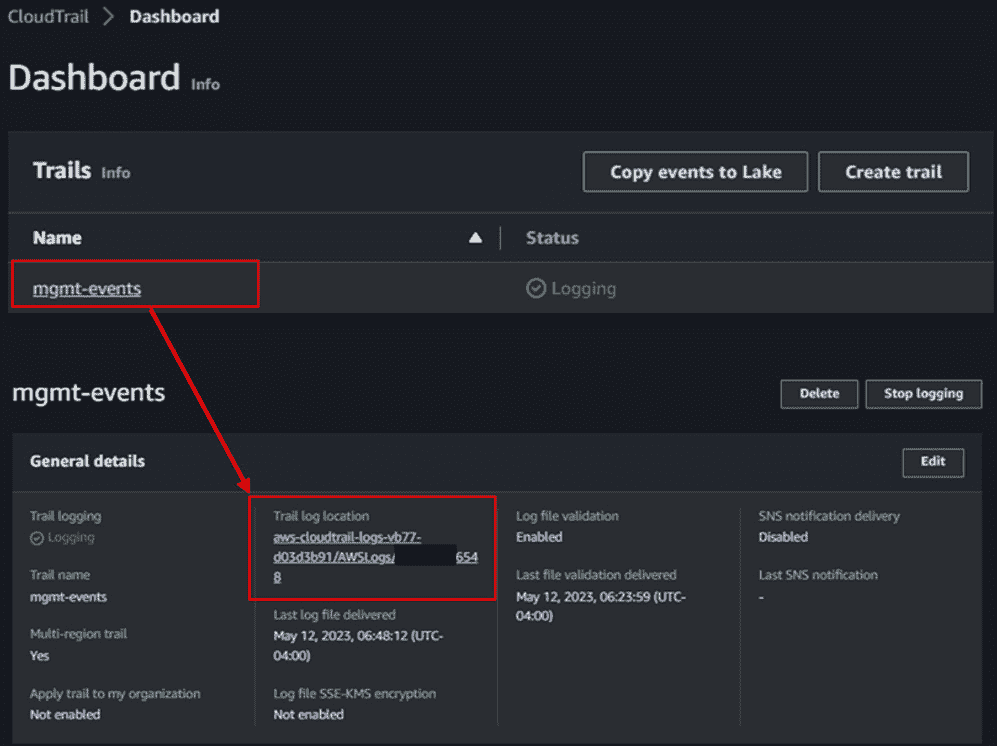 CloudTrail > Dashboard
Dashboard Info
Trails Info
Copy events to Lake
Create trail
Name
Status
mgmt-events
Logging
mgmt-events
Delete
Stop logging
General details
Edit
Trail logging
Logging
Trail name
mgmt-events
Multi-region trail
Yes
Apply trail to my organization
Not enabled
Trail log location
aws-cloudtrail-logs-vb77-
d03d3b91/AWSLogs/ 654
8
Last log file delivered
May 12, 2023, 06:48:12 (UTC-
04:00)
Log file SSE-KMS encryption
Not enabled
Log file validation
Enabled
Last file validation delivered
May 12, 2023, 06:23:59 (UTC-
04:00)
SNS notification delivery
Disabled
Last SNS notification
-